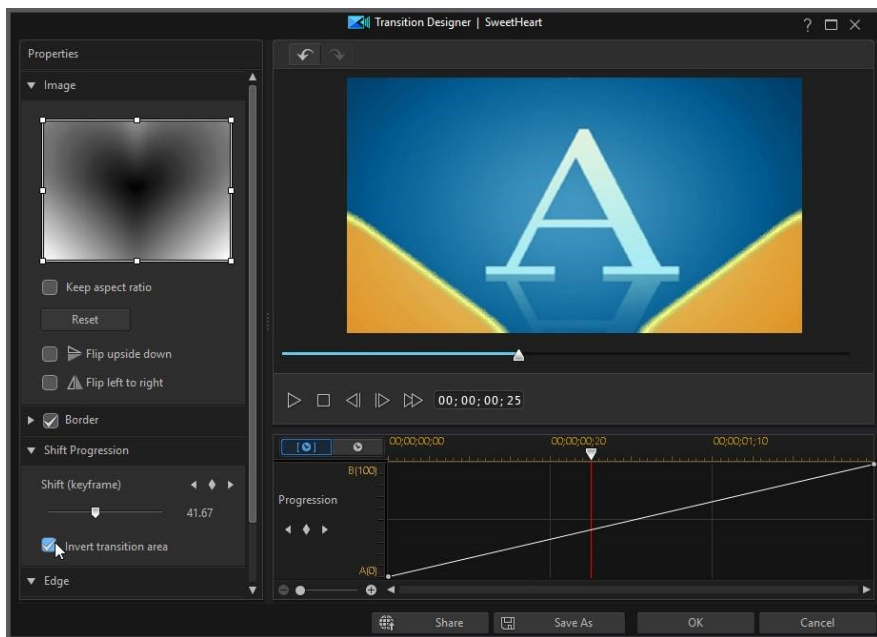 Transition Designer | SweetHeart
?
Properties
Image
Keep aspect ratio
Reset
Flip upside down
Flip left to right
Border
Shift Progression
Shift (keyframe)
41.67
Invert transition area
Edge
A
00;00;00;25
00;00;00;00 00;00;00;20 00;00;01;10
B(100)
Progression
A(0)
Share Save As OK Cancel